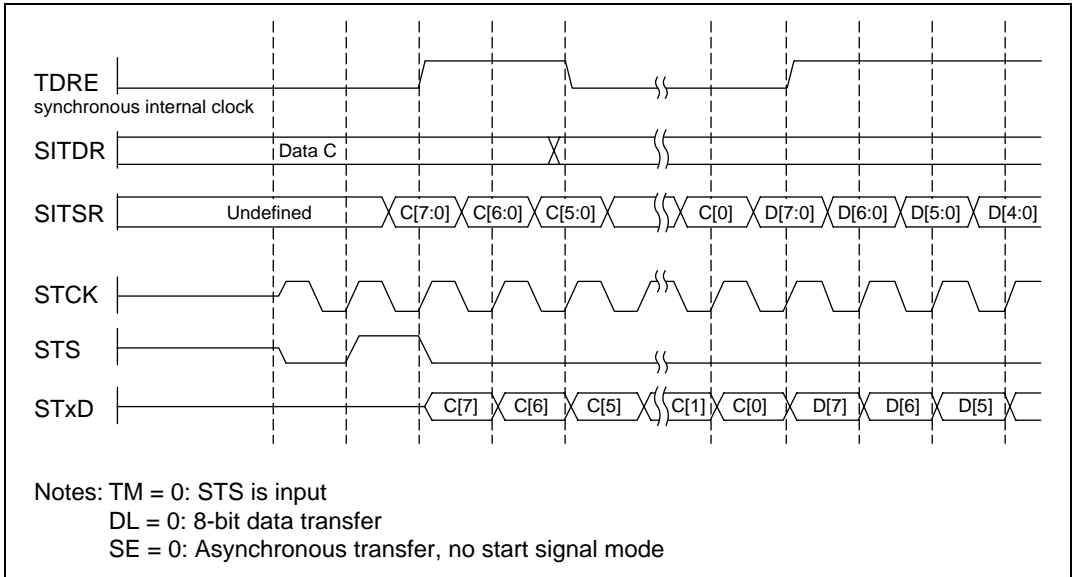 TDRE
synchronous internal clock
SITDR Data C
SITSR Undefined C[7:0] C[6:0] C[5:0] C[0] D[7:0] D[6:0] D[5:0] D[4:0]
STCK
STS
STxD C[7] C[6] C[5] C[1] C[0] D[7] D[6] D[5]
Notes: TM = 0: STS is input
DL = 0: 8-bit data transfer
SE = 0: Asynchronous transfer, no start signal mode